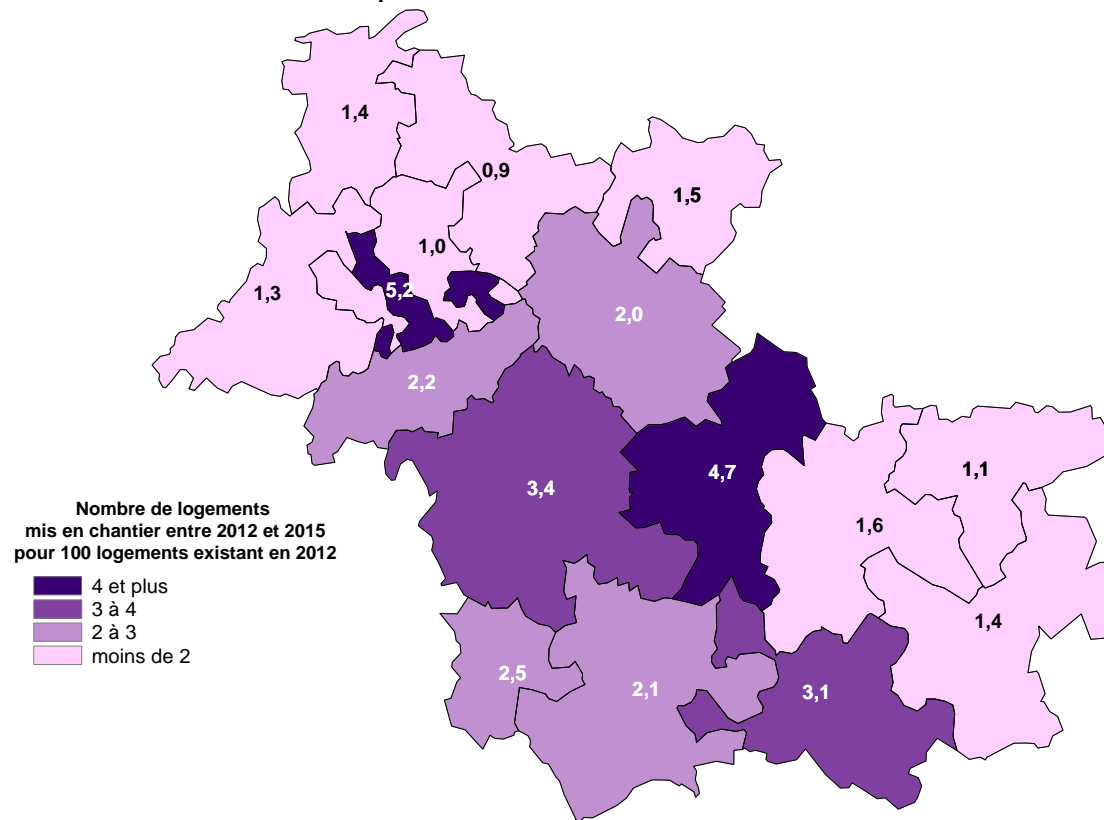 1,4
0,9
1,5
1,0
1,3
5,2
2,0
2,2
4,7
1,1
3,4
1,6
1,4
2,5
2,1
3,1
Nombre de logements
mis en chantier entre 2012 et 2015
pour 100 logements existant en 2012
4 et plus
3 à 4
2 à 3
moins de 2